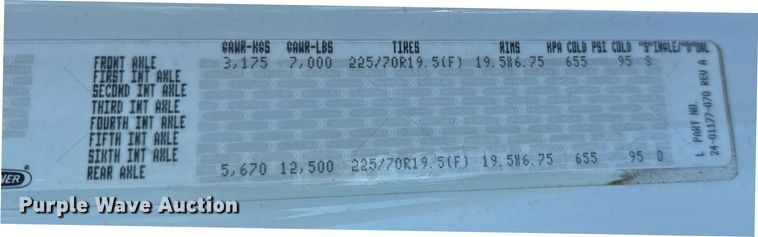 GAWR-KGS GAWR-LBS TIRES RIMS KPA COLD PSI COLD "S"INGLE/"D"UAL
FRONT AXLE 3,175 7,000 225/70R19.5(F) 19.5X6.75 655 95 S
FIRST INT AXLE
SECOND INT AXLE
THIRD INT AXLE
FOURTH INT AXLE
FIFTH INT AXLE
SIXTH INT AXLE
REAR AXLE 5,670 12,500 225/70R19.5(F) 19.5X6.75 655 95 D
L PART NO.
24-01177-070 REV A
Purple Wave Auction